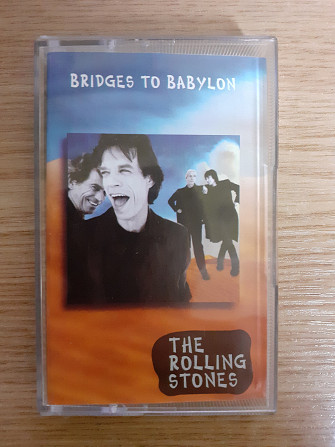 BRIDGES TO BABYLON
THE
ROLLING
STONES